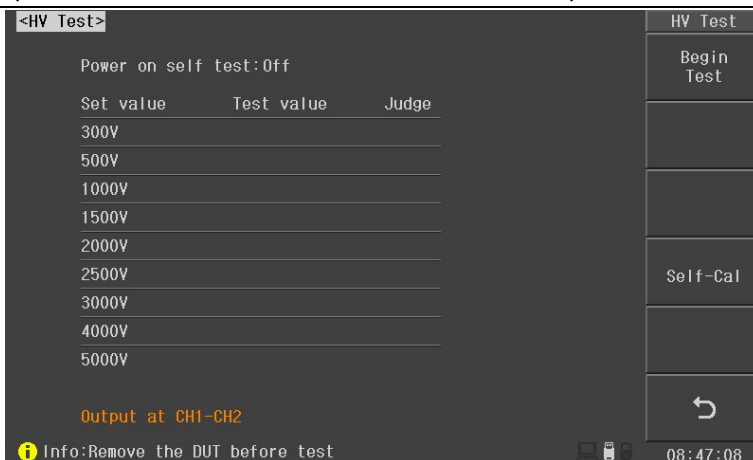 <HV Test>
HV Test
Power on self test:Off
Begin
Test
Set value Test value Judge
300V
500V
1000V
1500V
2000V
2500V
Self-Cal
3000V
4000V
5000V
Output at CH1-CH2
Info:Remove the DUT before test
08:47:08